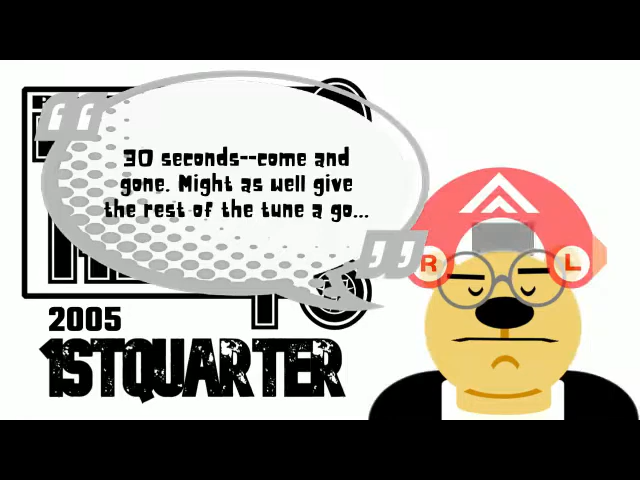 30 seconds--come and
gone. Might as well give
the rest of the tune a go...
R
L
2005
1STQUARTER